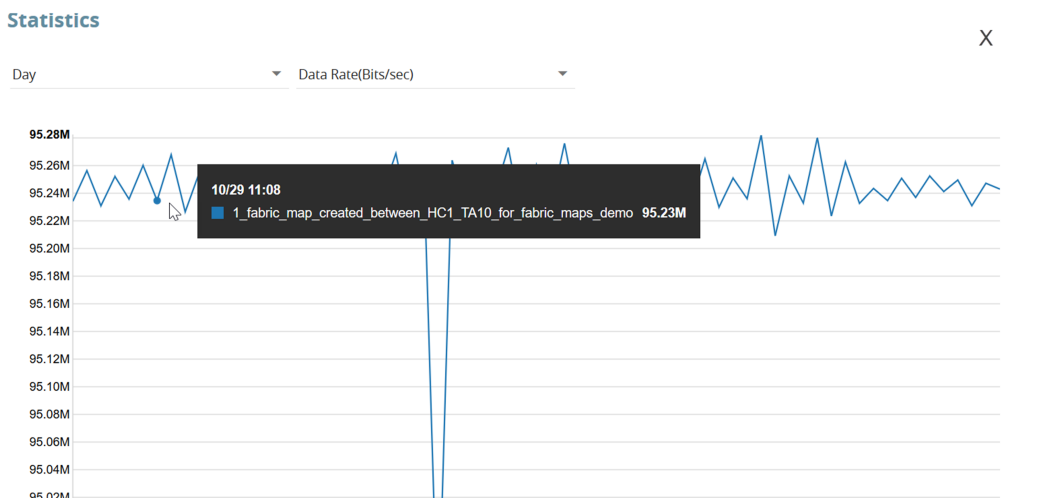 Statistics
X
Day
Data Rate(Bits/sec)
95.28M
95.26M
95.24M
95.22M
95.20M
95.18M
95.16M
95.14M
95.12M
95.10M
95.08M
95.06M
95.04M
95.02M
10/29 11:08
1_fabric_map_created_between_HC1_TA10_for_fabric_maps_demo 95.23M